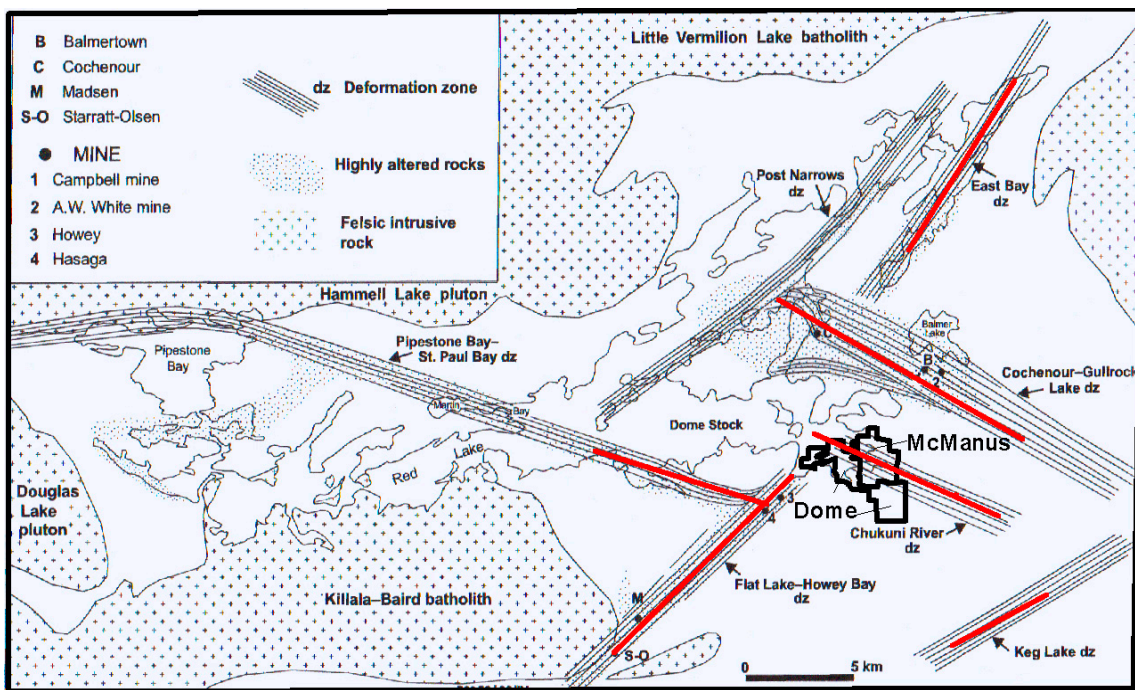 B Balmertown
C Cochenour
M Madsen
S-O Starratt-Olsen
MINE
1 Campbell mine
2 A.W. White mine
3 Howey
4 Hasaga
dz Deformation zone
Highly altered rocks
Felsic intrusive
rock
Little Vermilion Lake batholith
Post Narrows
dz
East Bay
dz
Hammell Lake pluton
Pipestone
Bay
Pipestone Bay–
St. Paul Bay dz
C
Balmer
Lake
B
1
2
Cochenour–Gullrock
Lake dz
Martin
Bay
Dome Stock
Red Lake
McManus
Dome
Douglas
Lake
pluton
3
4
Chukuni River
dz
Flat Lake–Howey Bay
dz
Killala–Baird batholith
M
S-O
0 5 km
Keg Lake dz